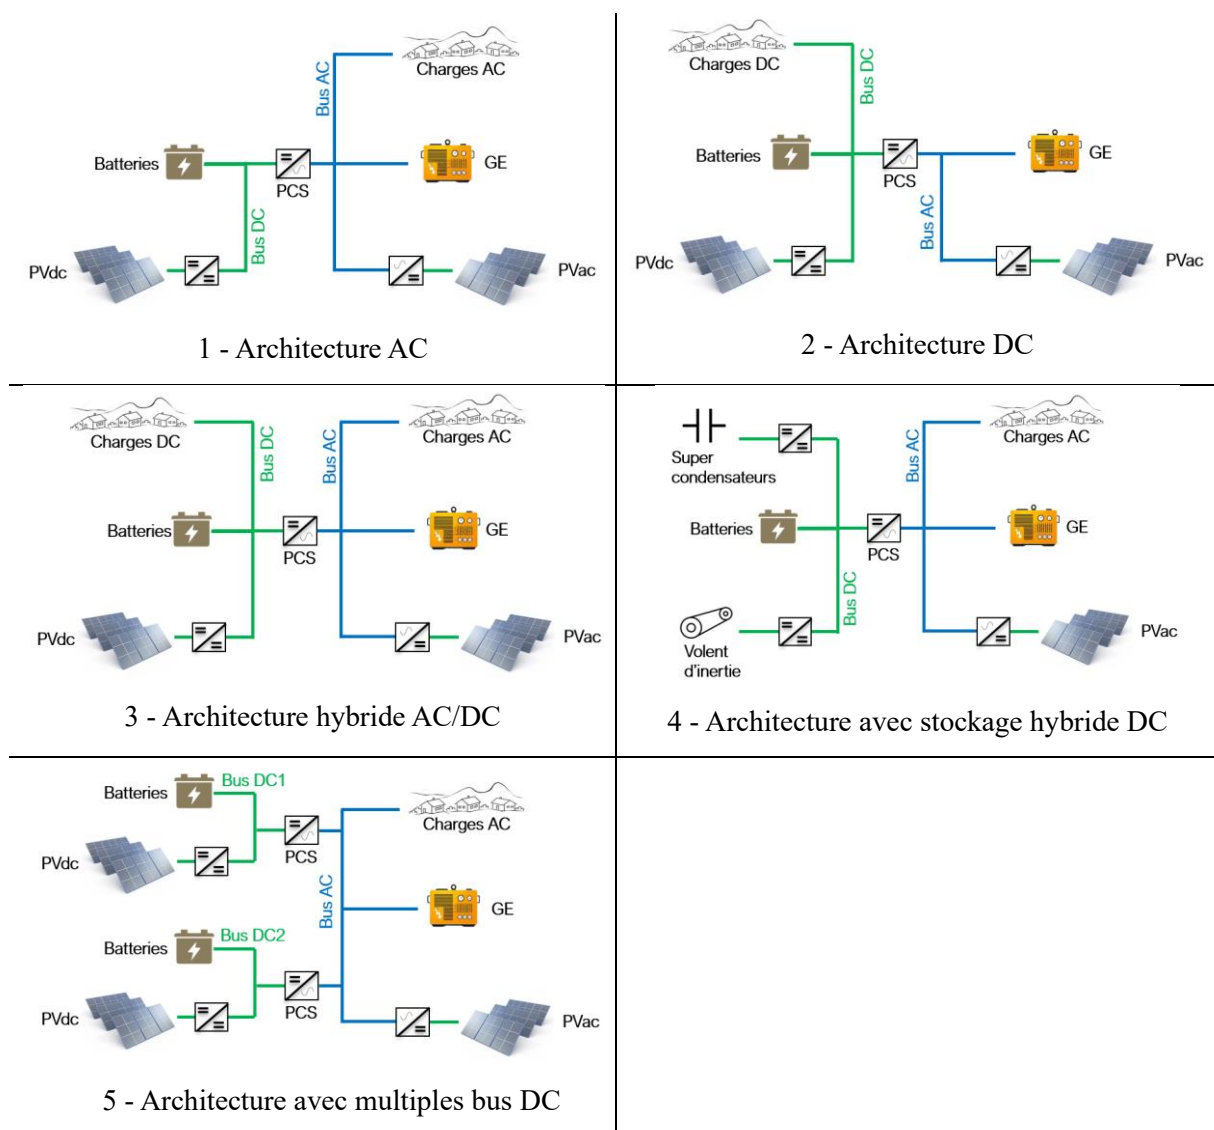 Charges AC
Bus AC
Batteries
PCS
GE
Bus DC
PVdc
PVac
1 - Architecture AC
Charges DC
Bus DC
Batteries
PCS
GE
Bus AC
PVdc
PVac
2 - Architecture DC
Charges DC
Charges AC
Bus DC
Bus AC
Batteries
PCS
GE
PVdc
PVac
3 - Architecture hybride AC/DC
Super
condensateurs
Charges AC
Bus AC
Batteries
PCS
GE
Bus DC
Volent
d'inertie
PVac
4 - Architecture avec stockage hybride DC
Bus DC1
Batteries
Charges AC
PCS
PVdc
Bus AC
GE
Bus DC2
Batteries
PCS
PVdc
PVac
5 - Architecture avec multiples bus DC